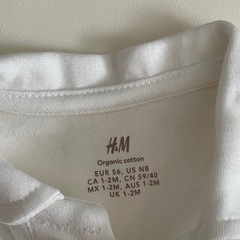 H&M
Organic cotton
EUR 56, US NB
CA 1-2M, CN 59/40
MX 1-2M, AUS 1-2M
UK 1-2M